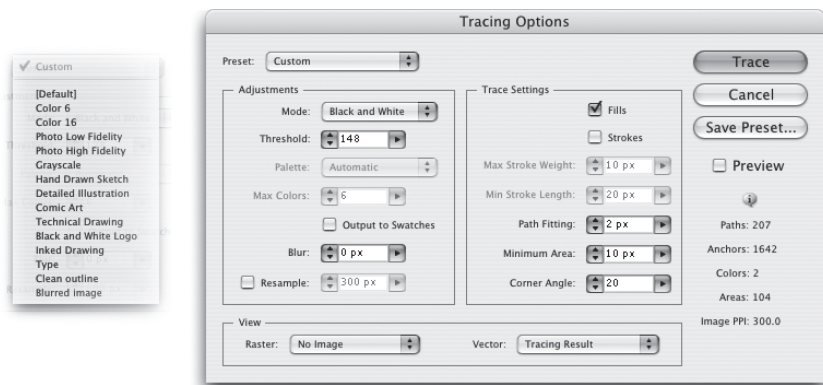 Custom
[Default]
Color 6
Color 16
Photo Low Fidelity
Photo High Fidelity
Grayscale
Hand Drawn Sketch
Detailed Illustration
Comic Art
Technical Drawing
Black and White Logo
Inked Drawing
Type
Clean outline
Blurred image
Tracing Options
Preset: Custom
Adjustments
Mode: Black and White
Threshold: 148
Palette: Automatic
Max Colors: 6
Output to Swatches
Blur: 0 px
Resample: 300 px
Trace Settings
Fills
Strokes
Max Stroke Weight: 10 px
Min Stroke Length: 20 px
Path Fitting: 2 px
Minimum Area: 10 px
Corner Angle: 20
View
Raster: No Image
Vector: Tracing Result
Trace
Cancel
Save Preset...
Preview
Paths: 207
Anchors: 1642
Colors: 2
Areas: 104
Image PPI: 300.0